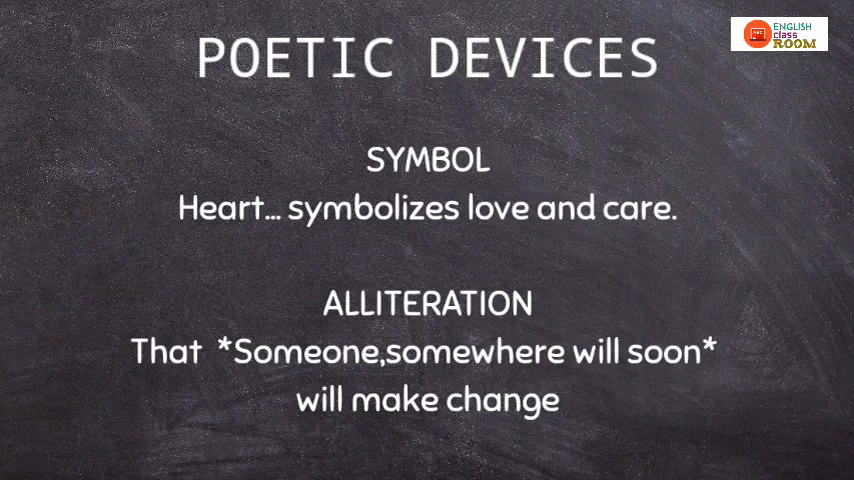 POETIC DEVICES
ENGLISH
class
ROOM
ABC
SYMBOL
Heart... symbolizes love and care.
ALLITERATION
That *Someone,somewhere will soon*
will make change